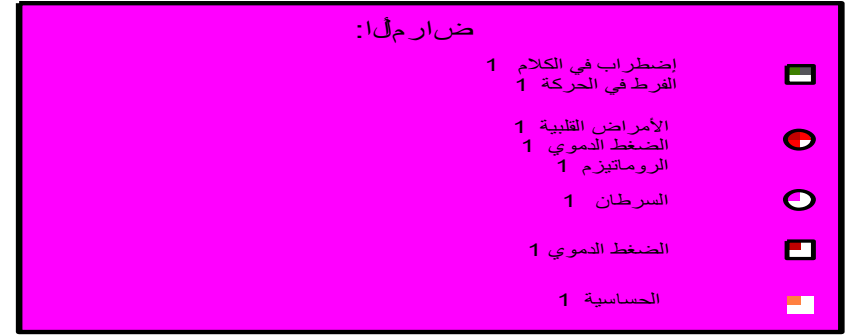 ضارمألا:
إضطراب في الكلام 1
الفرط في الحركة 1
الأمراض القلبية 1
الضغط الدموي 1
الروماتيزم 1
السرطان 1
الضغط الدموي 1
الحساسية 1